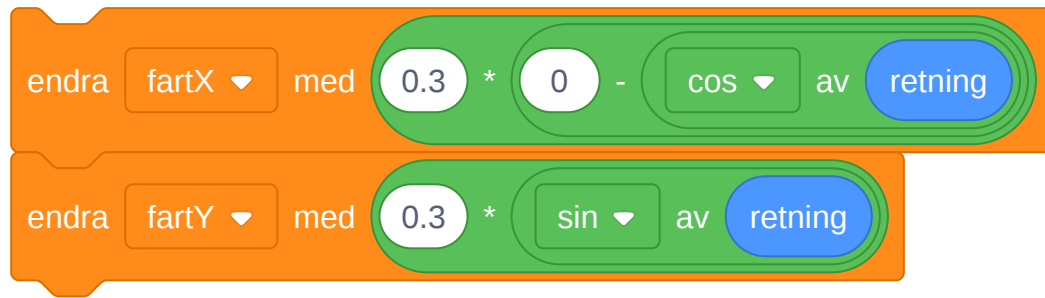 endra fartX med 0.3 * 0 - cos av retning
endra fartY med 0.3 * sin av retning